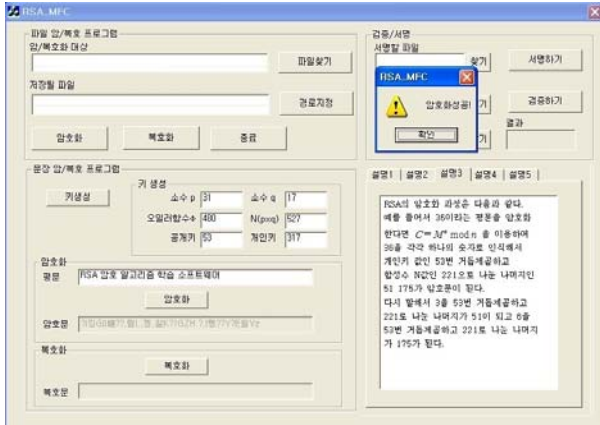 RSA_MFC
파일 암/복호 프로그램
암/복호화 대상
파일찾기
저장될 파일
경로지정
암호화
복호화
종료
검증/서명
서명할 파일
찾기
서명하기
RSA_MFC
암호화성공!
확인
기
검증하기
결과
기
문장 암/복호 프로그램
키생성
키 생성
소수 p 31
소수 q 17
오일러함수Φ 480
N(p×q) 527
공개키 53
개인키 317
암호화
평문 RSA 암호 알고리즘 학습 소프트웨어
암호화
암호문
복호화
복호화
복호문
설명1 설명2 설명3 설명4 설명5
RSA의 암호화 과정은 다음과 같다.
예를 들어서 36이라는 평문을 암호화
한다면 C=Mᵉ mod n 을 이용하여
36을 각각 하나의 숫자로 인식해서
개인키 값인 53번 거듭제곱하고
합성수 N값인 221으로 나눈 나머지인
51 175가 암호문이 된다.
다시 말해서 3을 53번 거듭제곱하고
221로 나눈 나머지가 51이 되고 6을
53번 거듭제곱하고 221로 나눈 나머지
가 175가 된다.